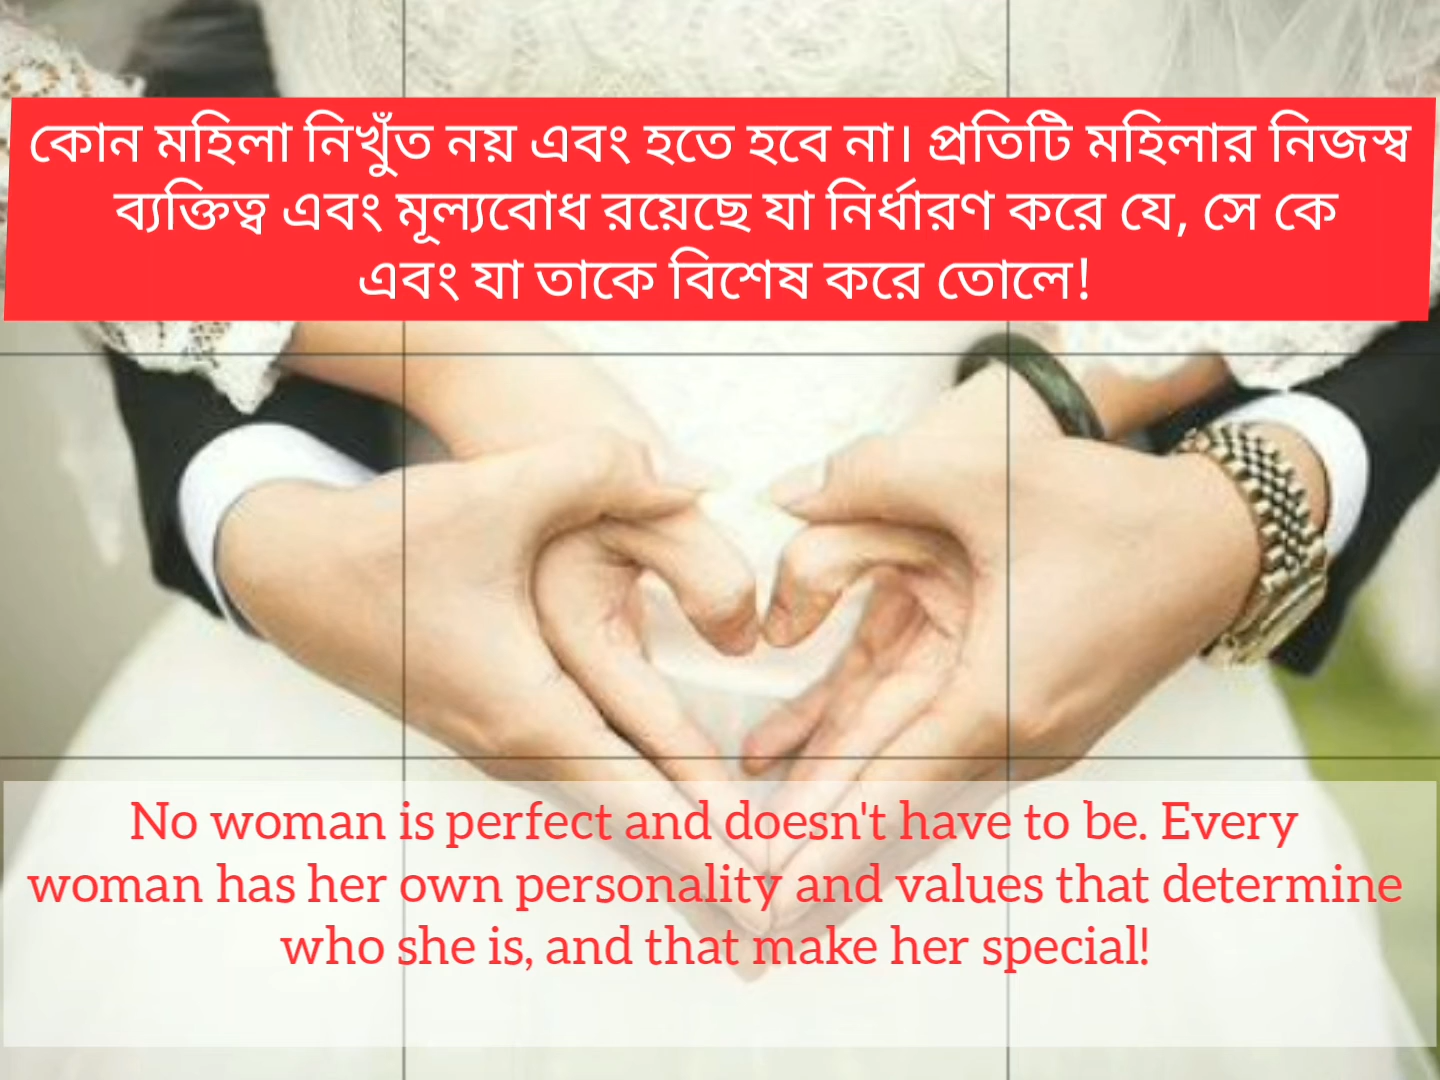 কোন মহিলা নিখুঁত নয় এবং হতে হবে না। প্রতিটি মহিলার নিজস্ব
ব্যক্তিত্ব এবং মূল্যবোধ রয়েছে যা নির্ধারণ করে যে, সে কে
এবং যা তাকে বিশেষ করে তোলে!
No woman is perfect and doesn't have to be. Every
woman has her own personality and values that determine
who she is, and that make her special!